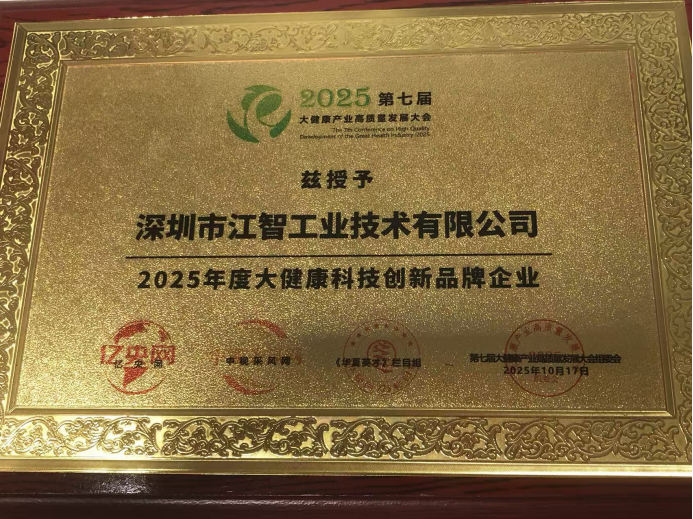 2025 第七届
大健康产业高质量发展大会
The 7th Conference on High Quality
Development of the Great Health Industry 2025
兹授予
深圳市江智工业技术有限公司
2025年度大健康科技创新品牌企业
亿央网
亿央网
中视采风网
《华夏英才》栏目组
第七届大健康产业高质量发展大会组委会
2025年10月17日